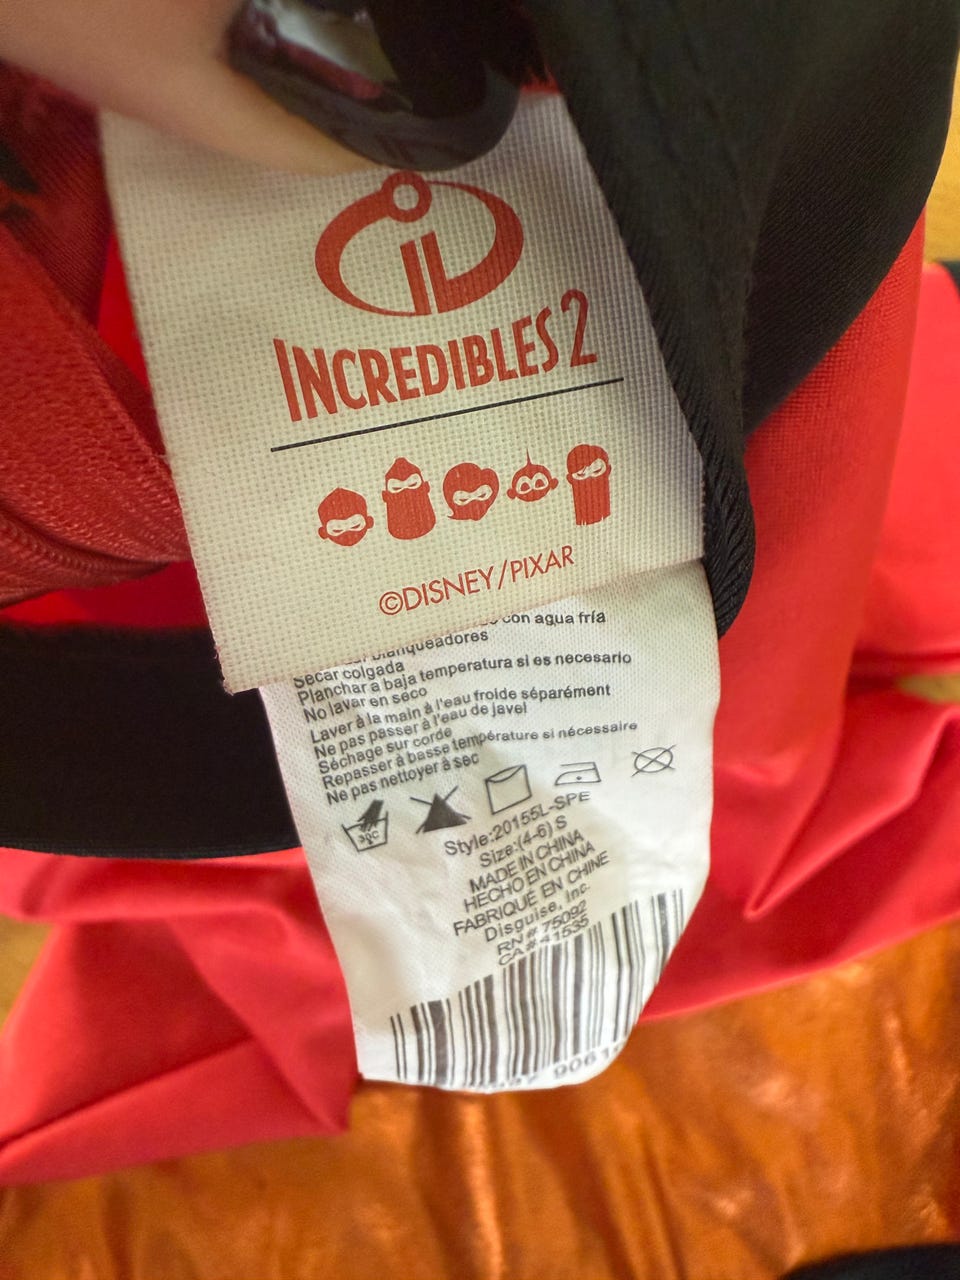 INCREDIBLES 2
©DISNEY/PIXAR
con agua fría
blanqueadores
Secar colgada
Planchar a baja temperatura si es necesario
No lavar en seco
Laver à la main à l'eau froide séparément
Ne pas passer à l'eau de javel
Séchage sur corde
Repasser à basse température si nécessaire
Ne pas nettoyer à sec
30C
Style:20155L-SPE
Size:(4-6) S
MADE IN CHINA
HECHO EN CHINA
FABRIQUÉ EN CHINE
Disguise, Inc.
RN # 75092
CA # 41535